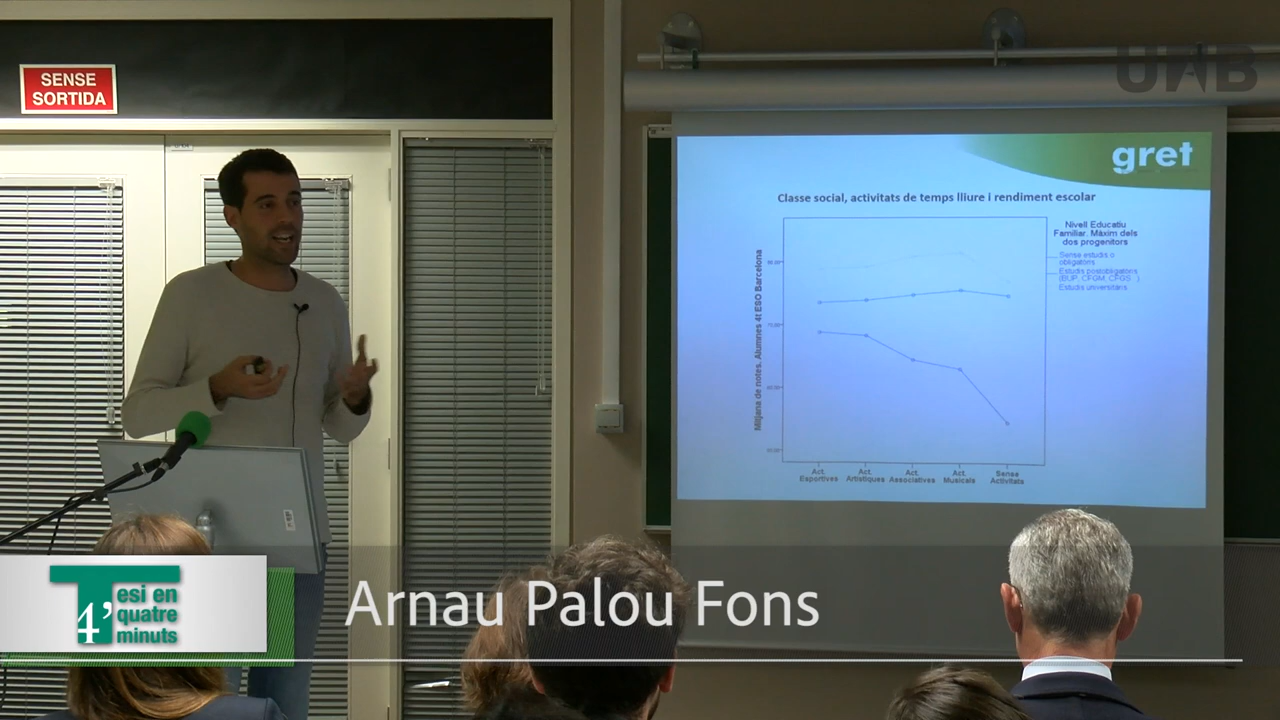 SENSE
SORTIDA
UAB
gret
Classe social, activitats de temps lliure i rendiment escolar
Nivell Educatiu
Familiar. Màxim dels
dos progenitors
Sense estudis o
obligatoris
Estudis postobligatoris
(BUP, CFGM, CFGS )
Estudis universitaris
Mitjana de notes. Alumnes 4t ESO Barcelona
Act.
Esportives
Act.
Artístiques
Act.
Associatives
Act.
Musicals
Sense
Activitats
Tesi en
4' quatre
minuts
Arnau Palou Fons